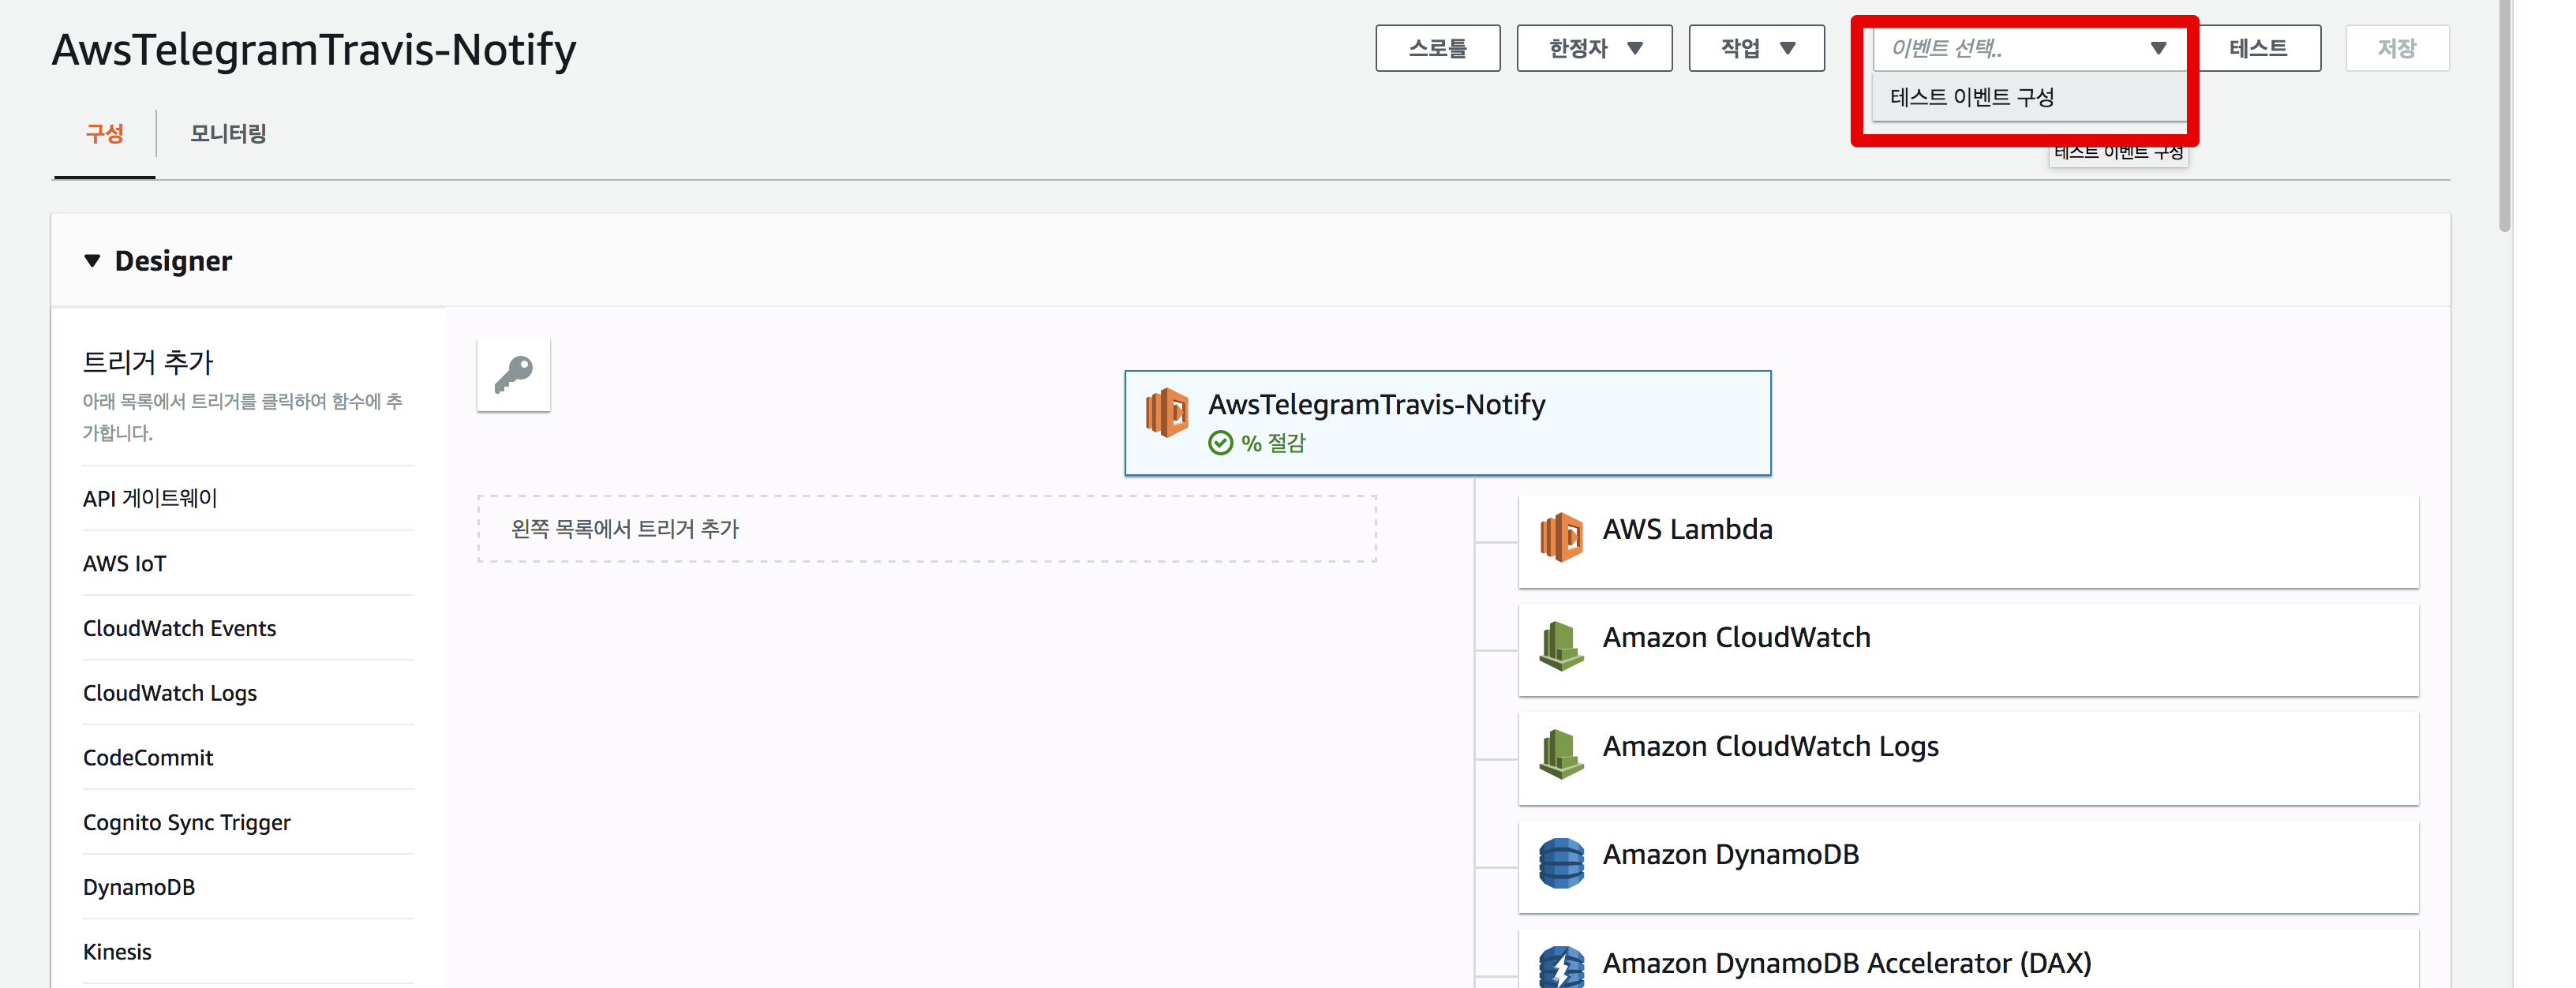 AwsTelegramTravis-Notify
스로틀
한정자
작업
이벤트 선택..
테스트
저장
테스트 이벤트 구성
테스트 이벤트 구성
구성
모니터링
Designer
트리거 추가
아래 목록에서 트리거를 클릭하여 함수에 추
가합니다.
API 게이트웨이
AWS IoT
CloudWatch Events
CloudWatch Logs
CodeCommit
Cognito Sync Trigger
DynamoDB
Kinesis
AwsTelegramTravis-Notify
% 절감
왼쪽 목록에서 트리거 추가
AWS Lambda
Amazon CloudWatch
Amazon CloudWatch Logs
Amazon DynamoDB
Amazon DynamoDB Accelerator (DAX)